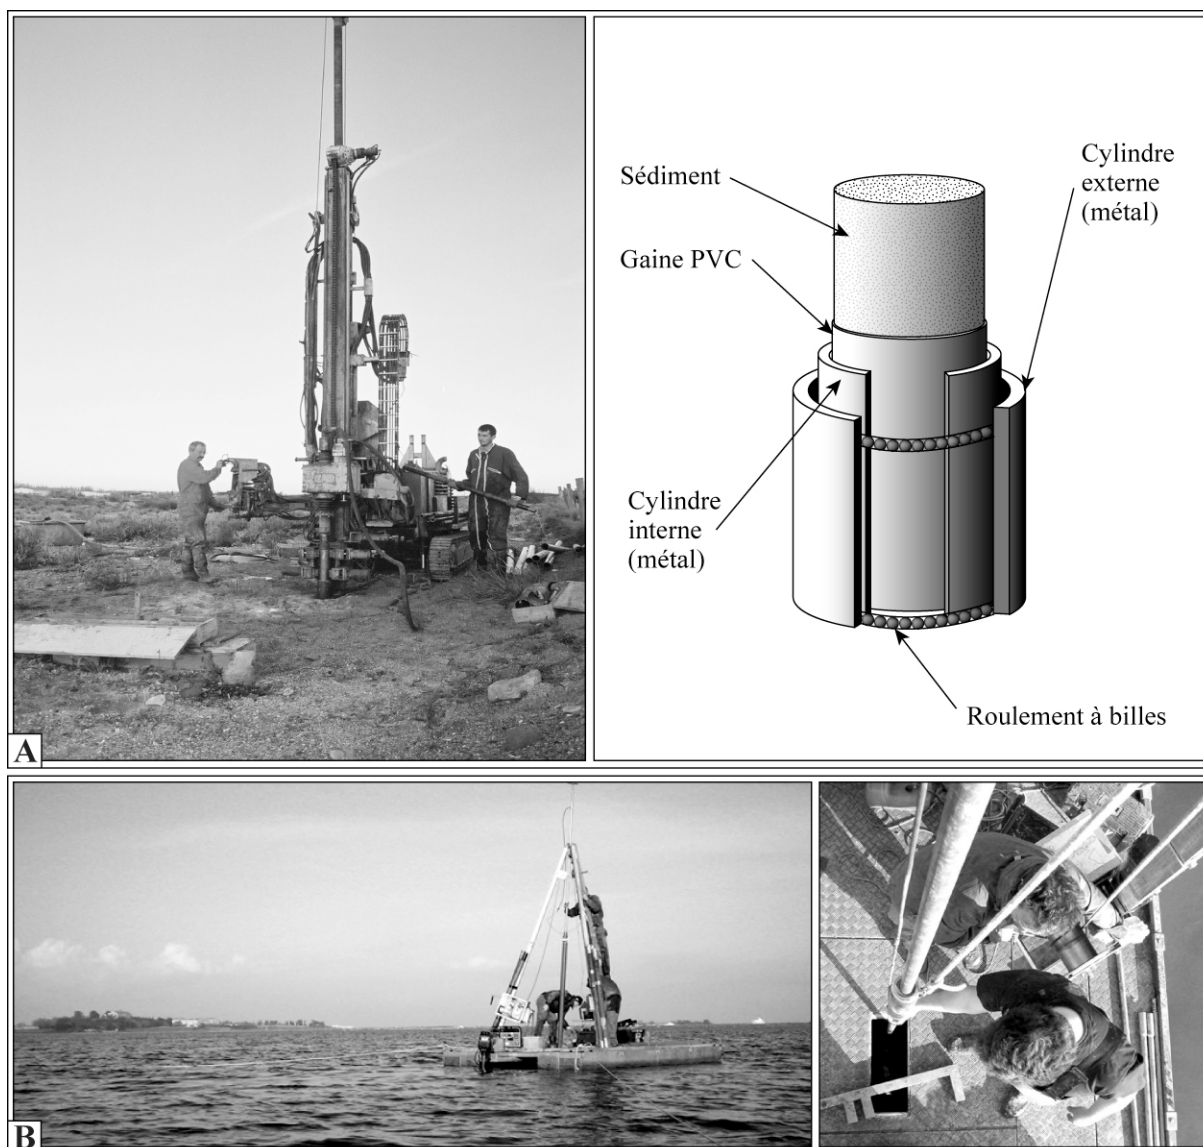 Sédiment
Gaine PVC
Cylindre
externe
(métal)
Cylindre
interne
(métal)
Roulement à billes
A
B